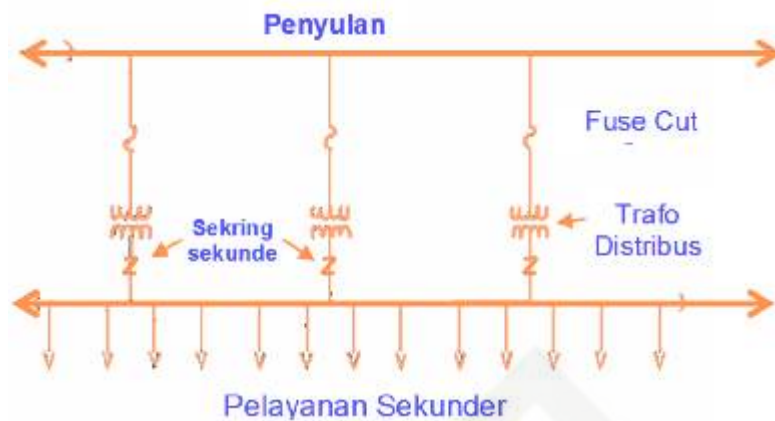 Penyulan
Fuse Cut
Sekring
sekunde
Trafo
Distribus
Pelayanan Sekunder